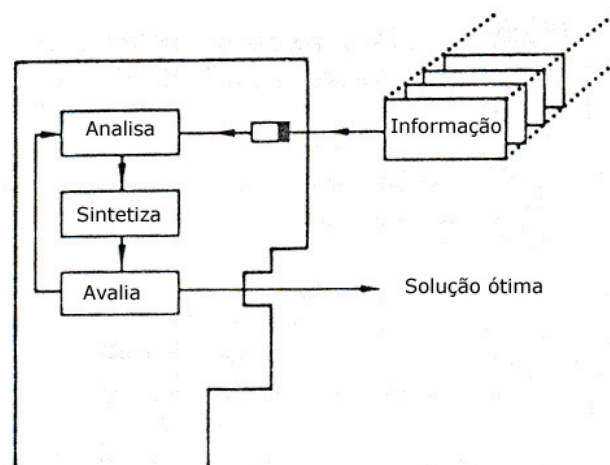 Analisa
Informação
Sintetiza
Avalia
Solução ótima